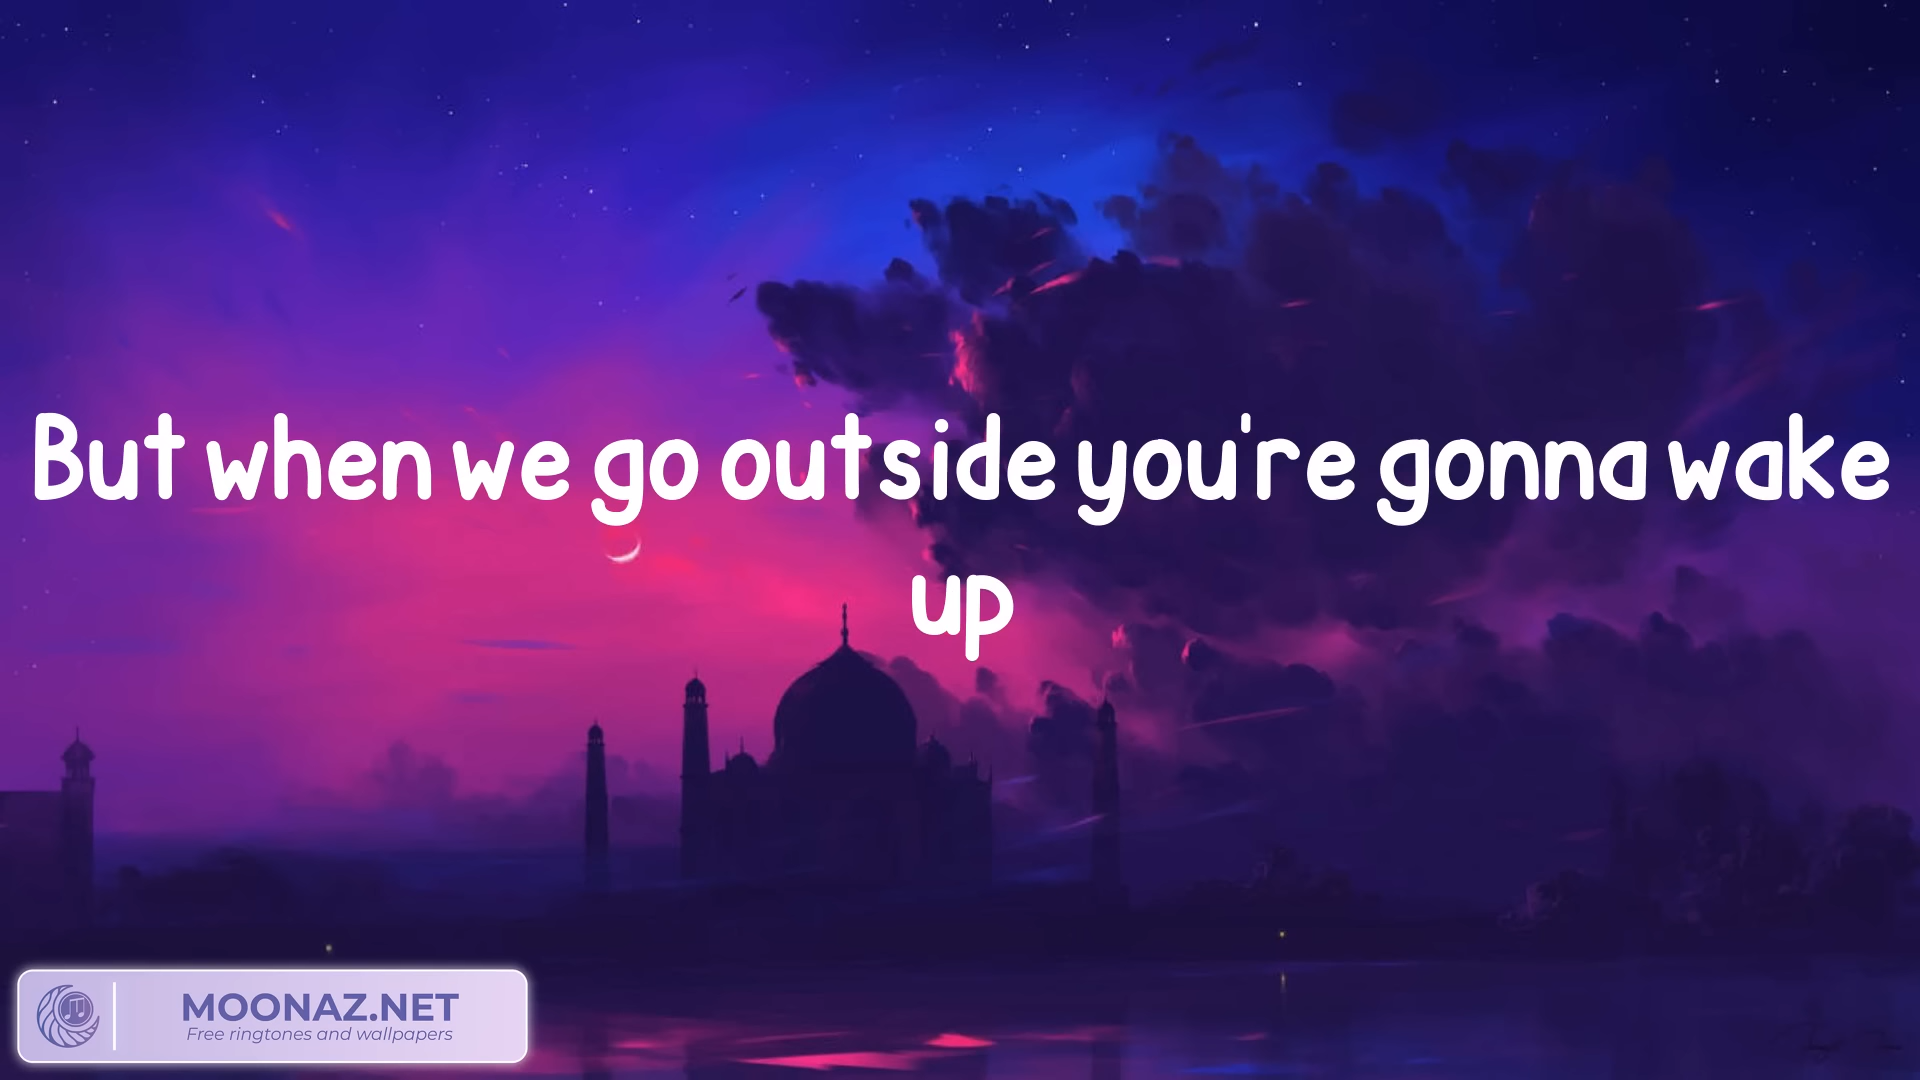 But when we go outside you're gonna wake
up
MOONAZ.NET
Free ringtones and wallpapers